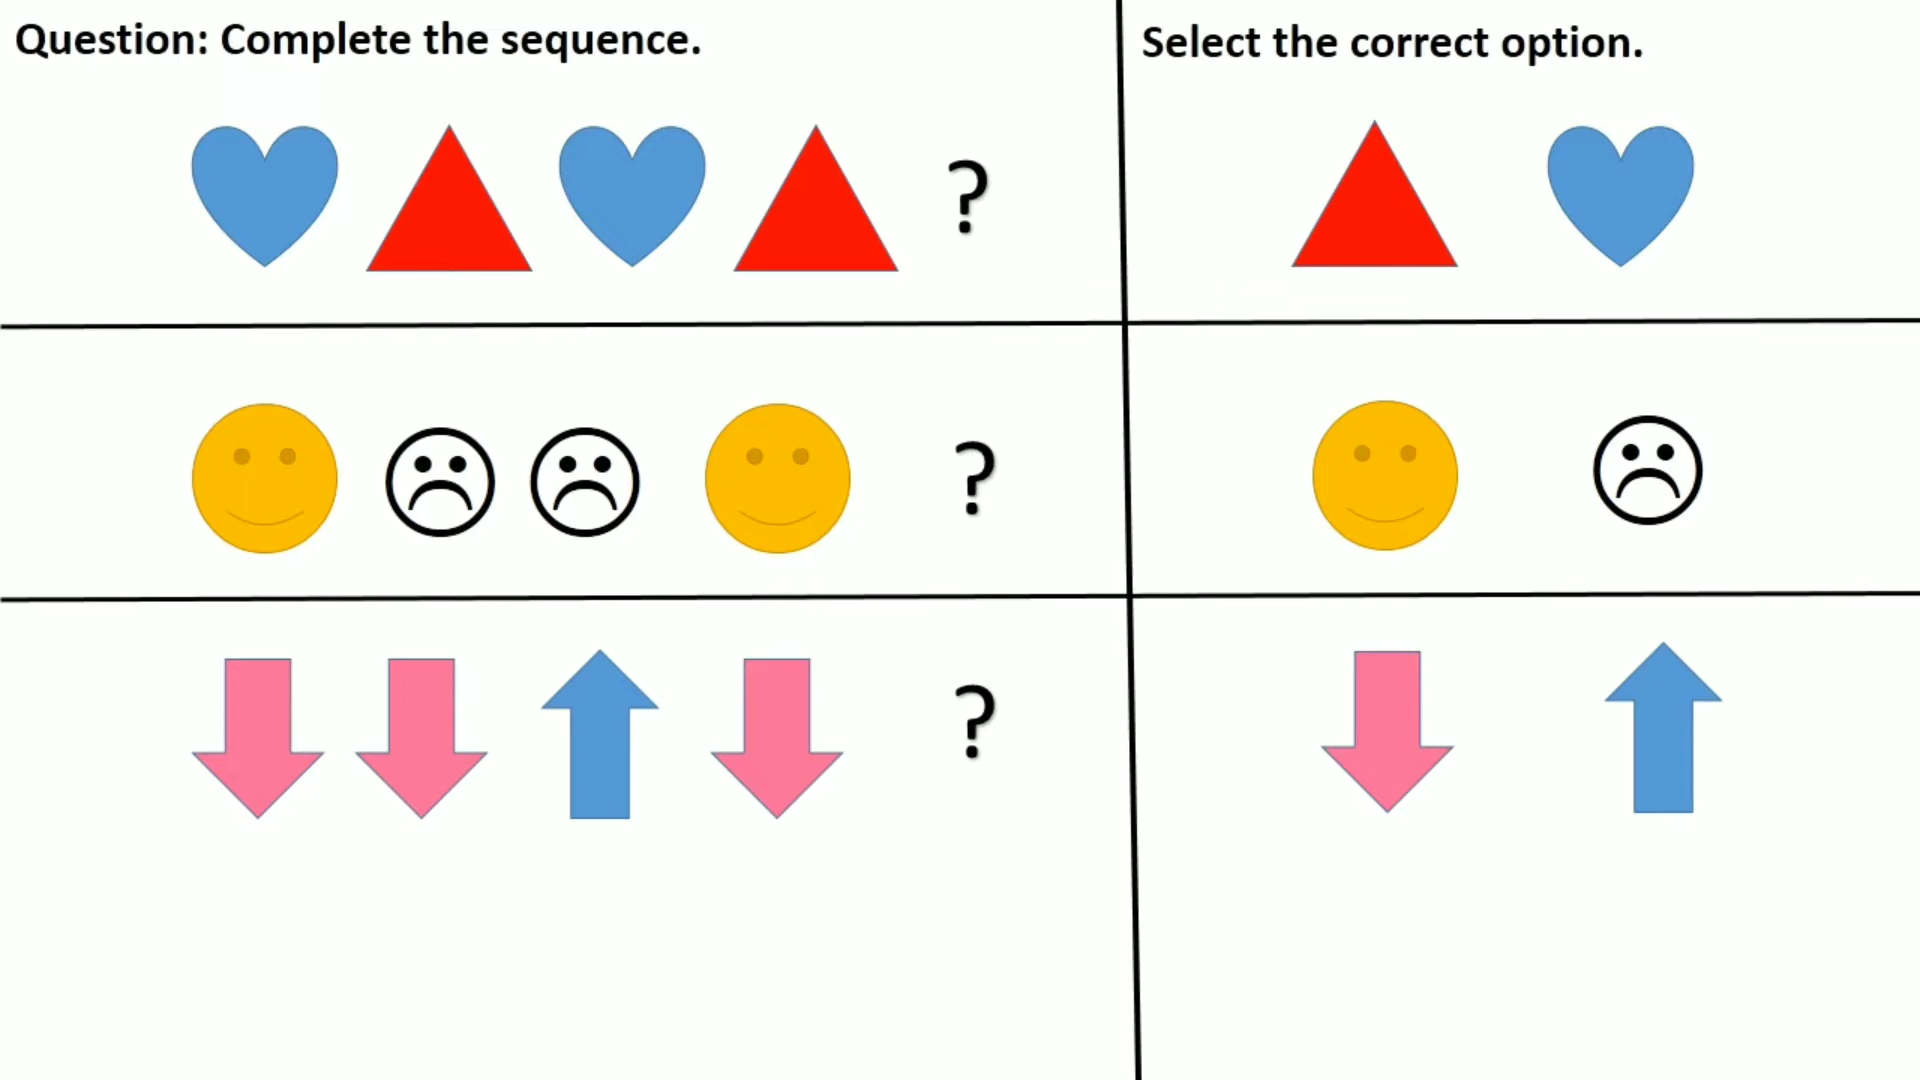 Question: Complete the sequence.
Select the correct option.
?
?
?